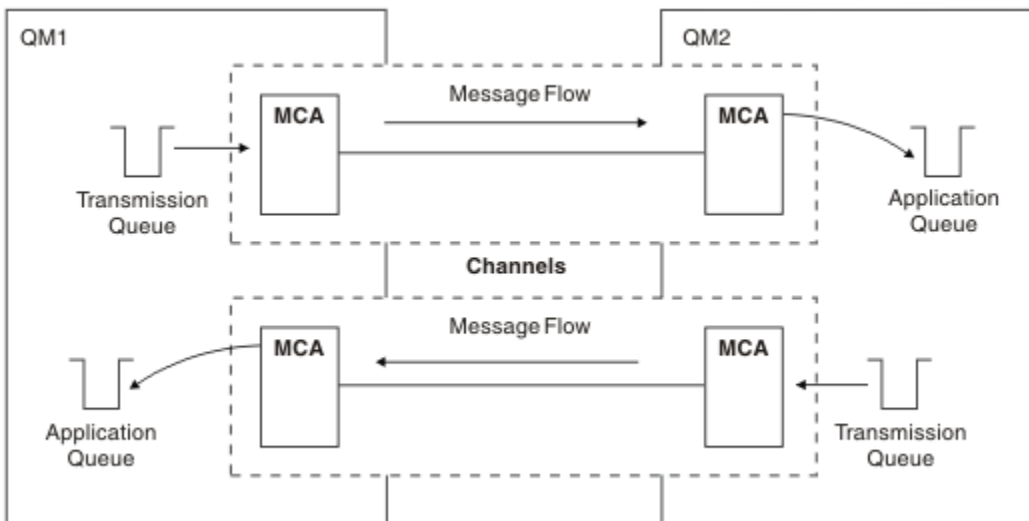 QM1
QM2
Message Flow
MCA
MCA
Transmission
Queue
Application
Queue
Channels
Message Flow
MCA
MCA
Application
Queue
Transmission
Queue